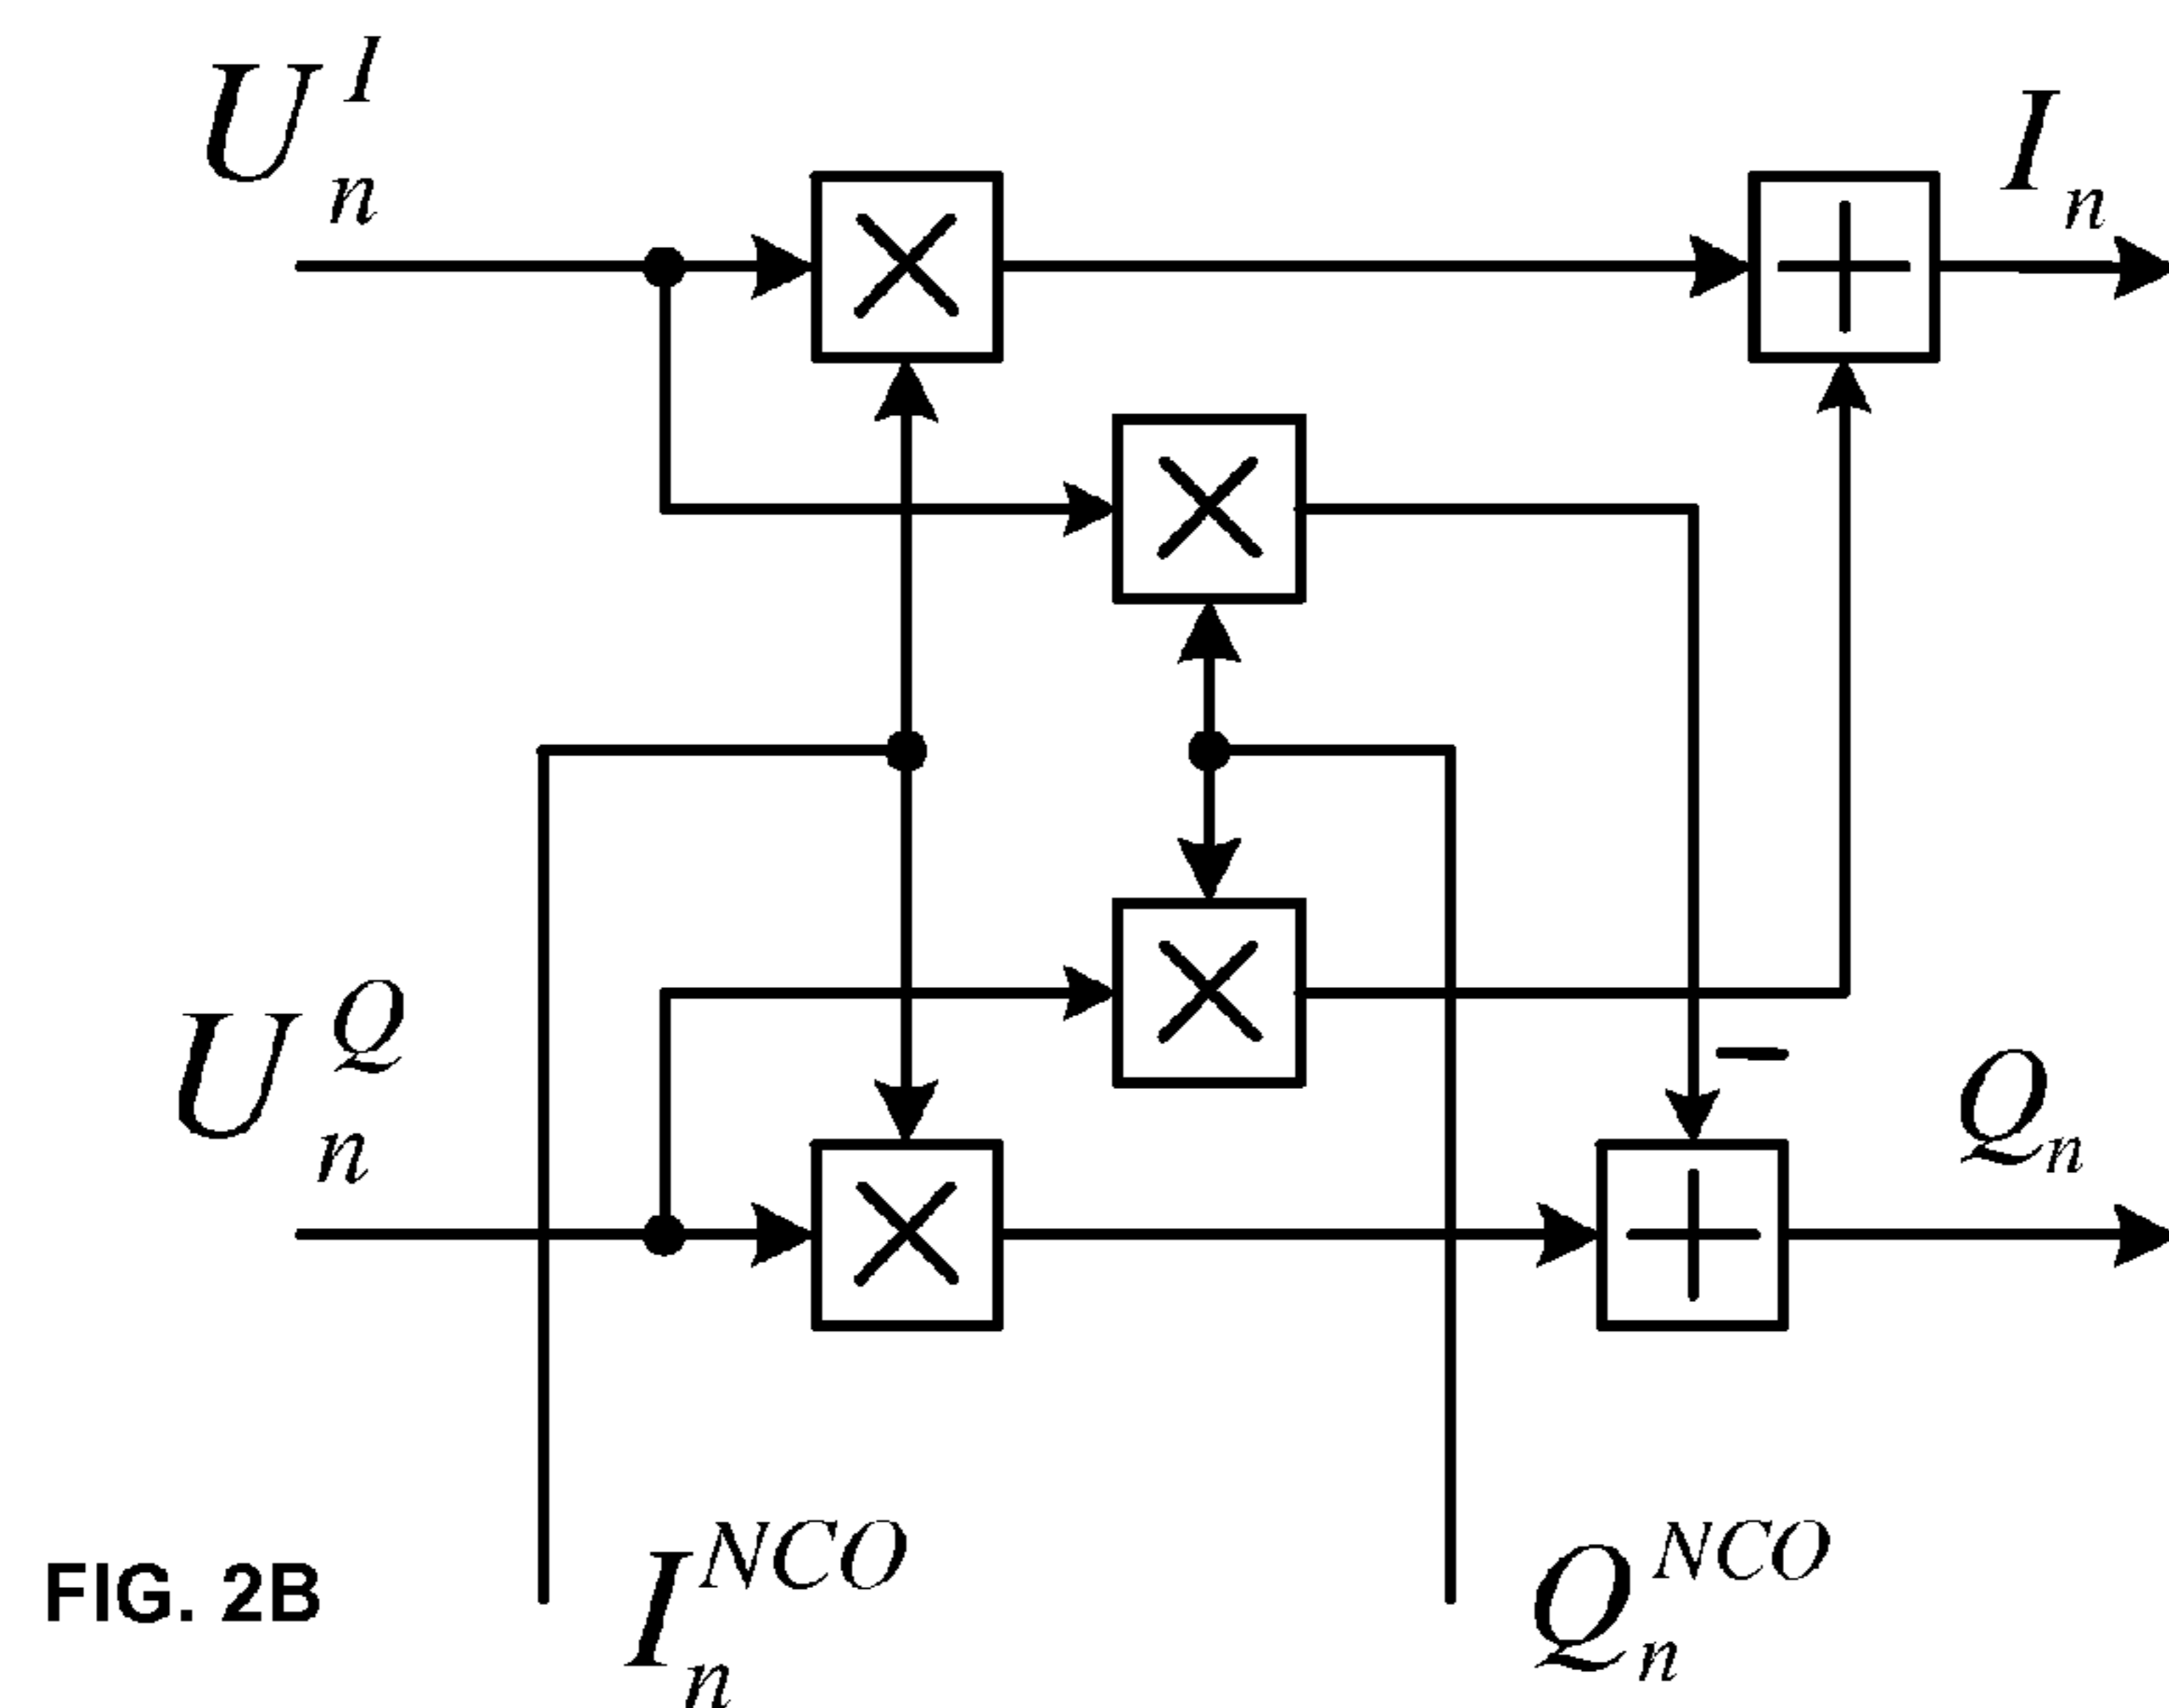 U_n^I
I_n
U_n^Q
Q_n
−
I_n^NCO
Q_n^NCO
FIG. 2B